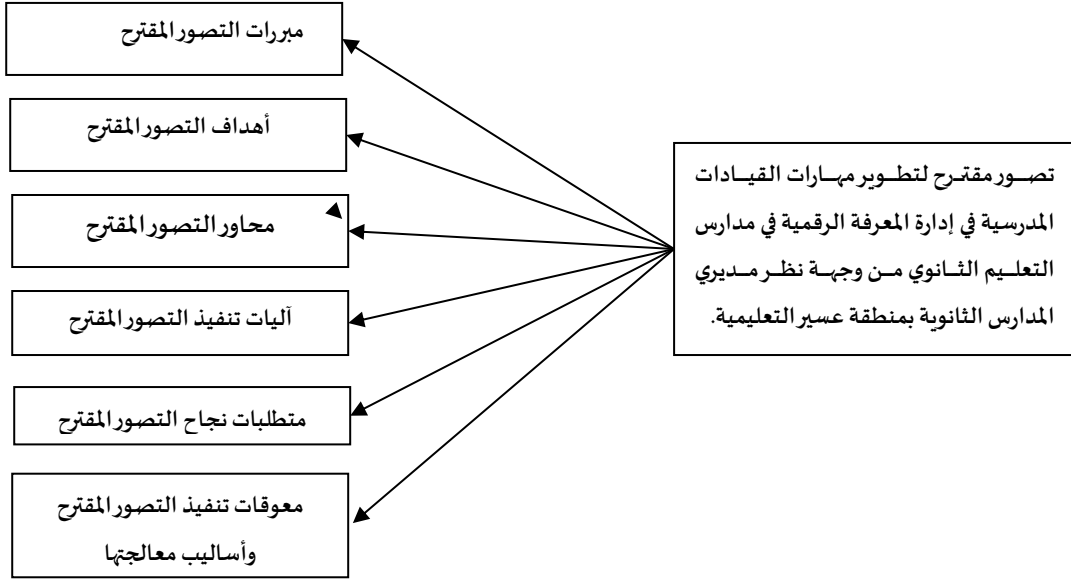 تصور مقترح لتطوير مهارات القيادات
المدرسية في إدارة المعرفة الرقمية في مدارس
التعليم الثانوي من وجهة نظر مديري
المدارس الثانوية بمنطقة عسير التعليمية.
مبررات التصور المقترح
أهداف التصور المقترح
محاور التصور المقترح
آليات تنفيذ التصور المقترح
متطلبات نجاح التصور المقترح
معوقات تنفيذ التصور المقترح
وأساليب معالجتها